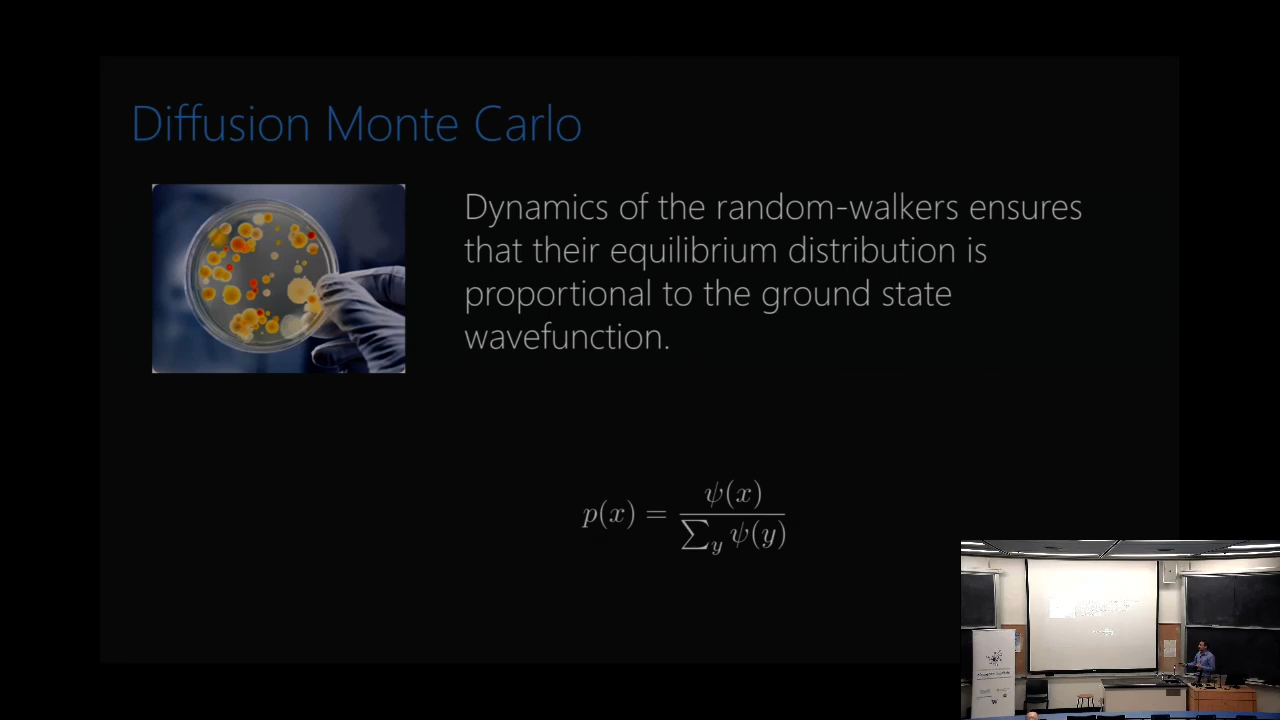 Diffusion Monte Carlo
Dynamics of the random-walkers ensures
that their equilibrium distribution is
proportional to the ground state
wavefunction.
p(x) = ψ(x) / ∑_y ψ(y)